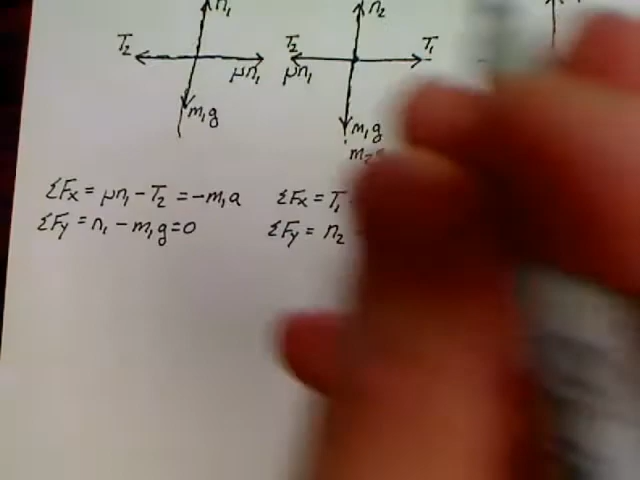 n₁
n₂
T₂
μn₁
T₂
μn₁
T₁
m₁g
m₁g
ΣFx = μn₁ - T₂ = -m₁a
ΣFx = T₁
ΣFy = n₁ - m₁g = 0
ΣFy = n₂